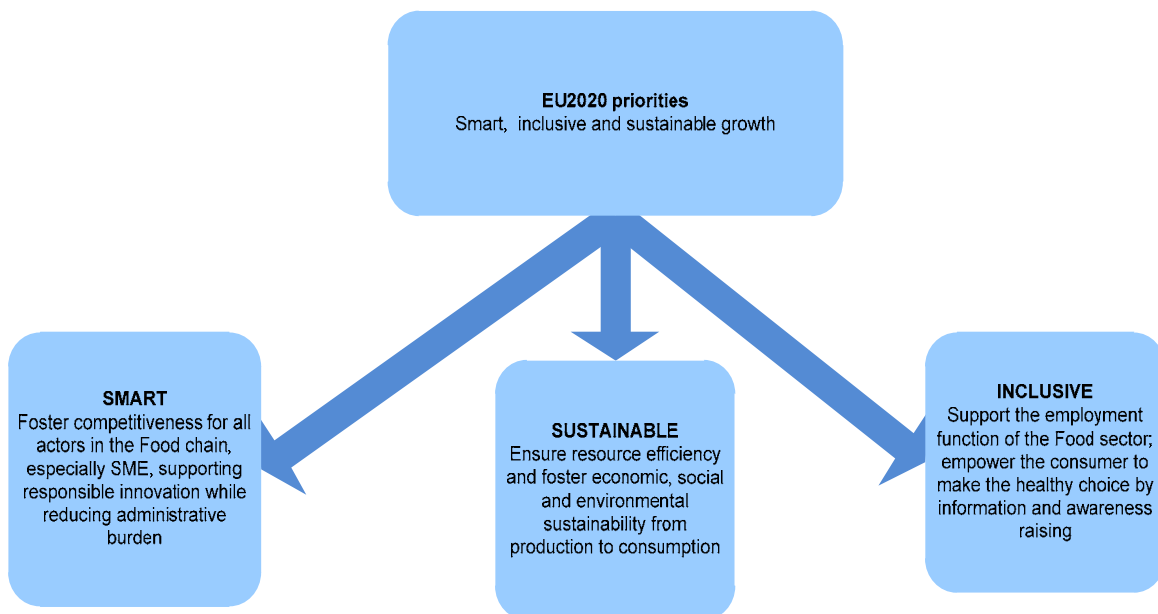 EU2020 priorities
Smart,  inclusive and sustainable growth
SMART
Foster competitiveness for all
actors in the Food chain,
especially SME, supporting
responsible innovation while
reducing administrative
burden
SUSTAINABLE
Ensure resource efficiency
and foster economic, social
and environmental
sustainability from
production to consumption
INCLUSIVE
Support the employment
function of the Food sector;
empower the consumer to
make the healthy choice by
information and awareness
raising